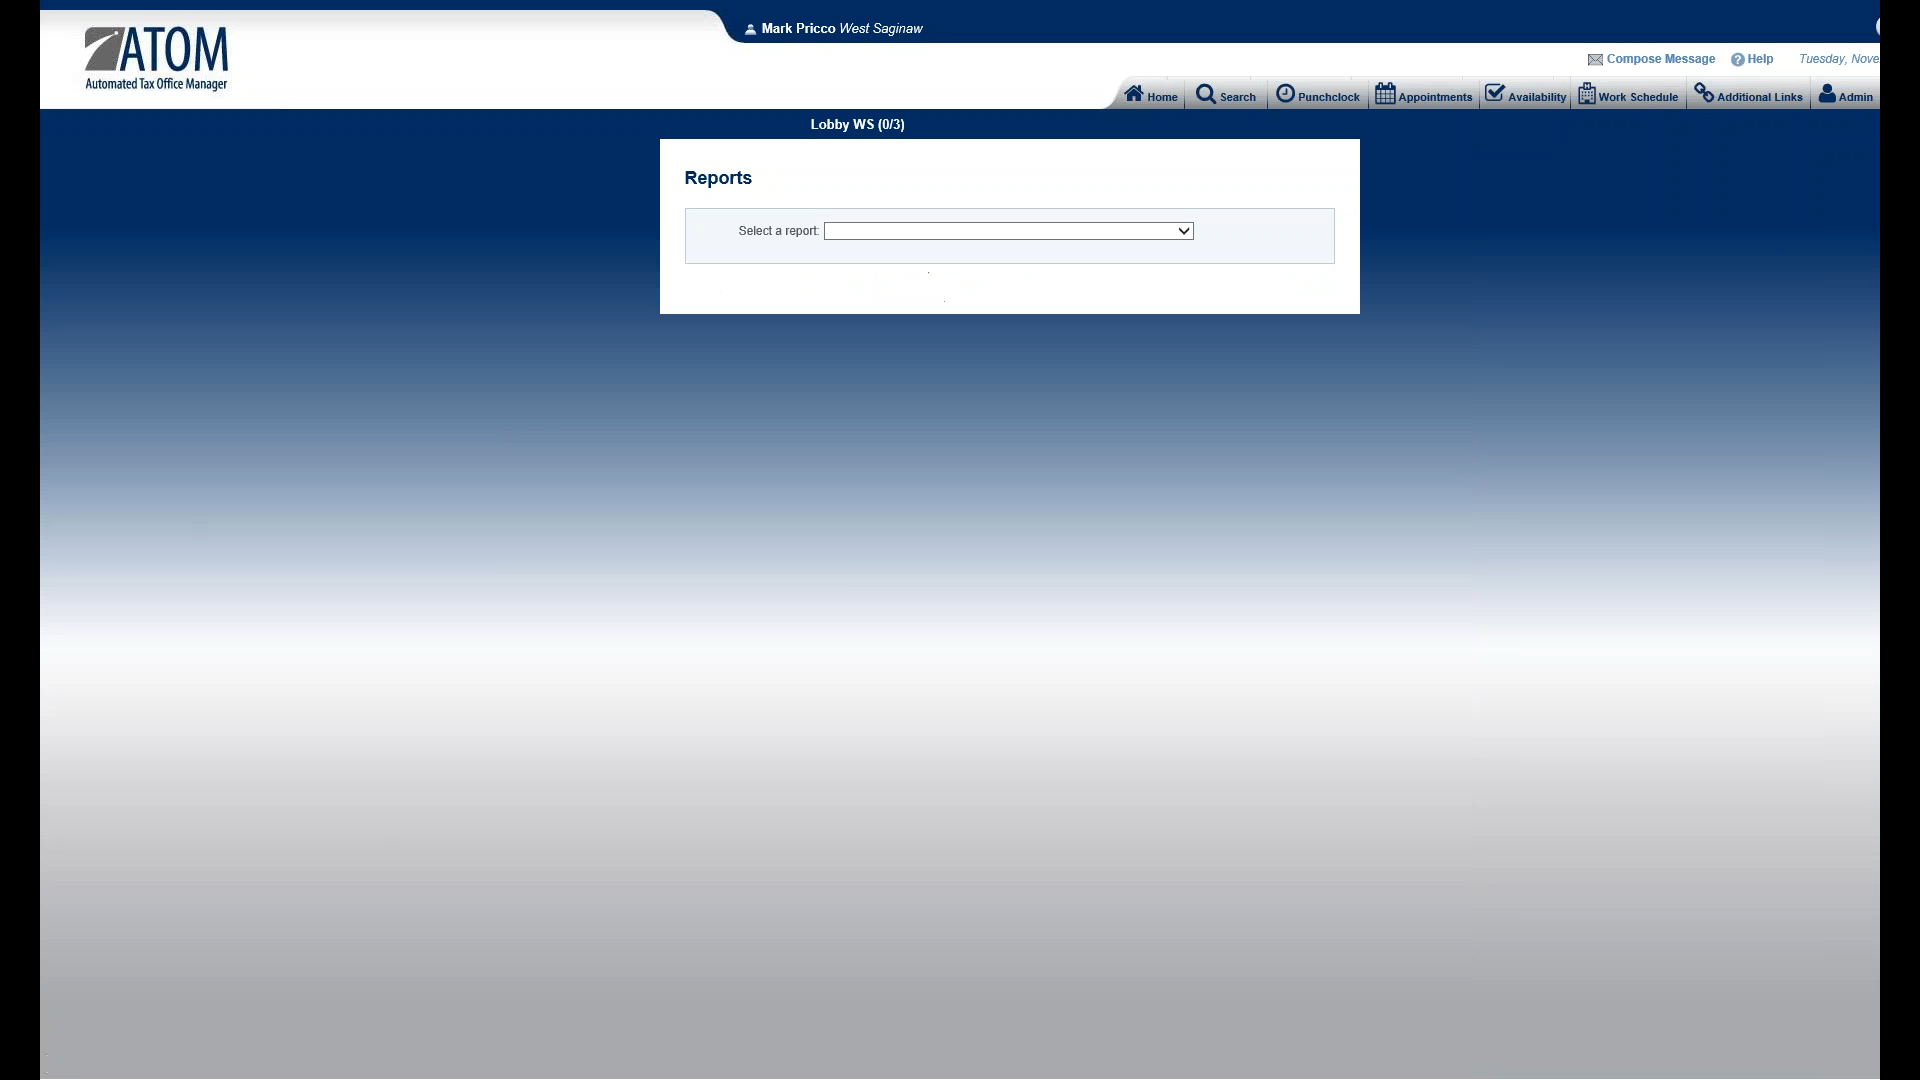 ATOM
Automated Tax Office Manager
Mark Pricco West Saginaw
Compose Message Help Tuesday, Nove
Home Search Punchclock Appointments Availability Work Schedule Additional Links Admin
Lobby WS (0/3)
Reports
Select a report: